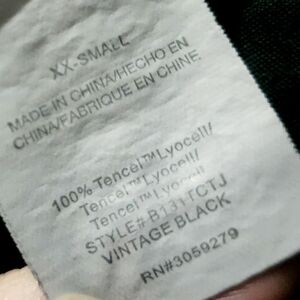 XX-SMALL
MADE IN CHINA/HECHO EN
CHINA/FABRIQUE EN CHINE
100% Tencel™Lyocell/
Tencel™Lyocell/
Tencel™Lyocell
STYLE# B1311CTJ
VINTAGE BLACK
RN#3059279